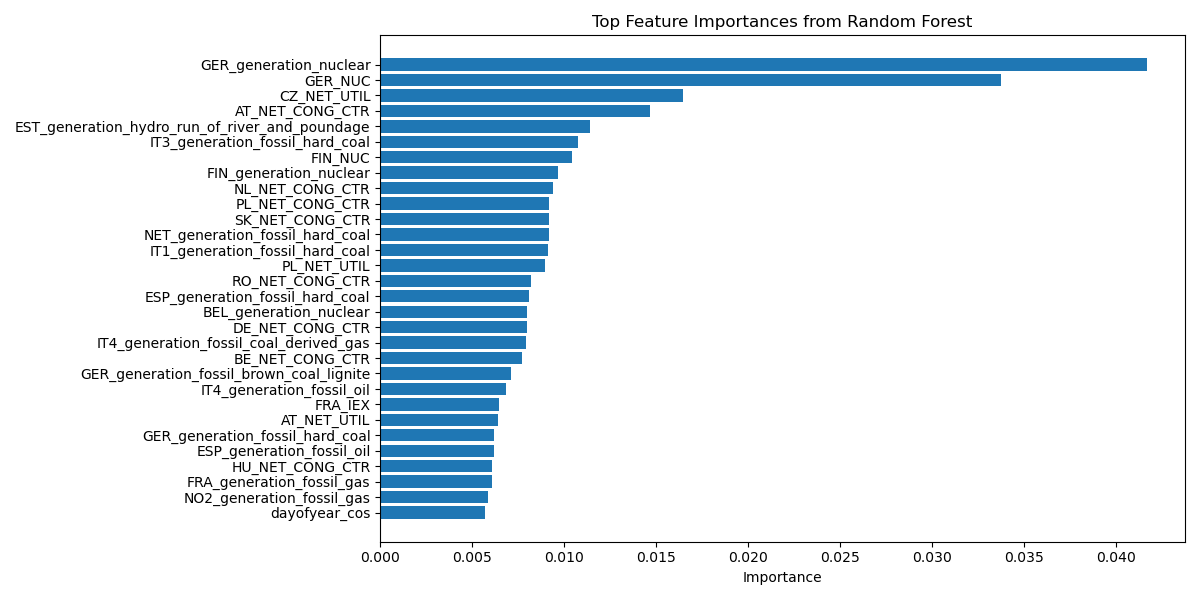 Top Feature Importances from Random Forest
GER_generation_nuclear
GER_NUC
CZ_NET_UTIL
AT_NET_CONG_CTR
EST_generation_hydro_run_of_river_and_poundage
IT3_generation_fossil_hard_coal
FIN_NUC
FIN_generation_nuclear
NL_NET_CONG_CTR
PL_NET_CONG_CTR
SK_NET_CONG_CTR
NET_generation_fossil_hard_coal
IT1_generation_fossil_hard_coal
PL_NET_UTIL
RO_NET_CONG_CTR
ESP_generation_fossil_hard_coal
BEL_generation_nuclear
DE_NET_CONG_CTR
IT4_generation_fossil_coal_derived_gas
BE_NET_CONG_CTR
GER_generation_fossil_brown_coal_lignite
IT4_generation_fossil_oil
FRA_IEX
AT_NET_UTIL
GER_generation_fossil_hard_coal
ESP_generation_fossil_oil
HU_NET_CONG_CTR
FRA_generation_fossil_gas
NO2_generation_fossil_gas
dayofyear_cos
0.000 0.005 0.010 0.015 0.020 0.025 0.030 0.035 0.040
Importance